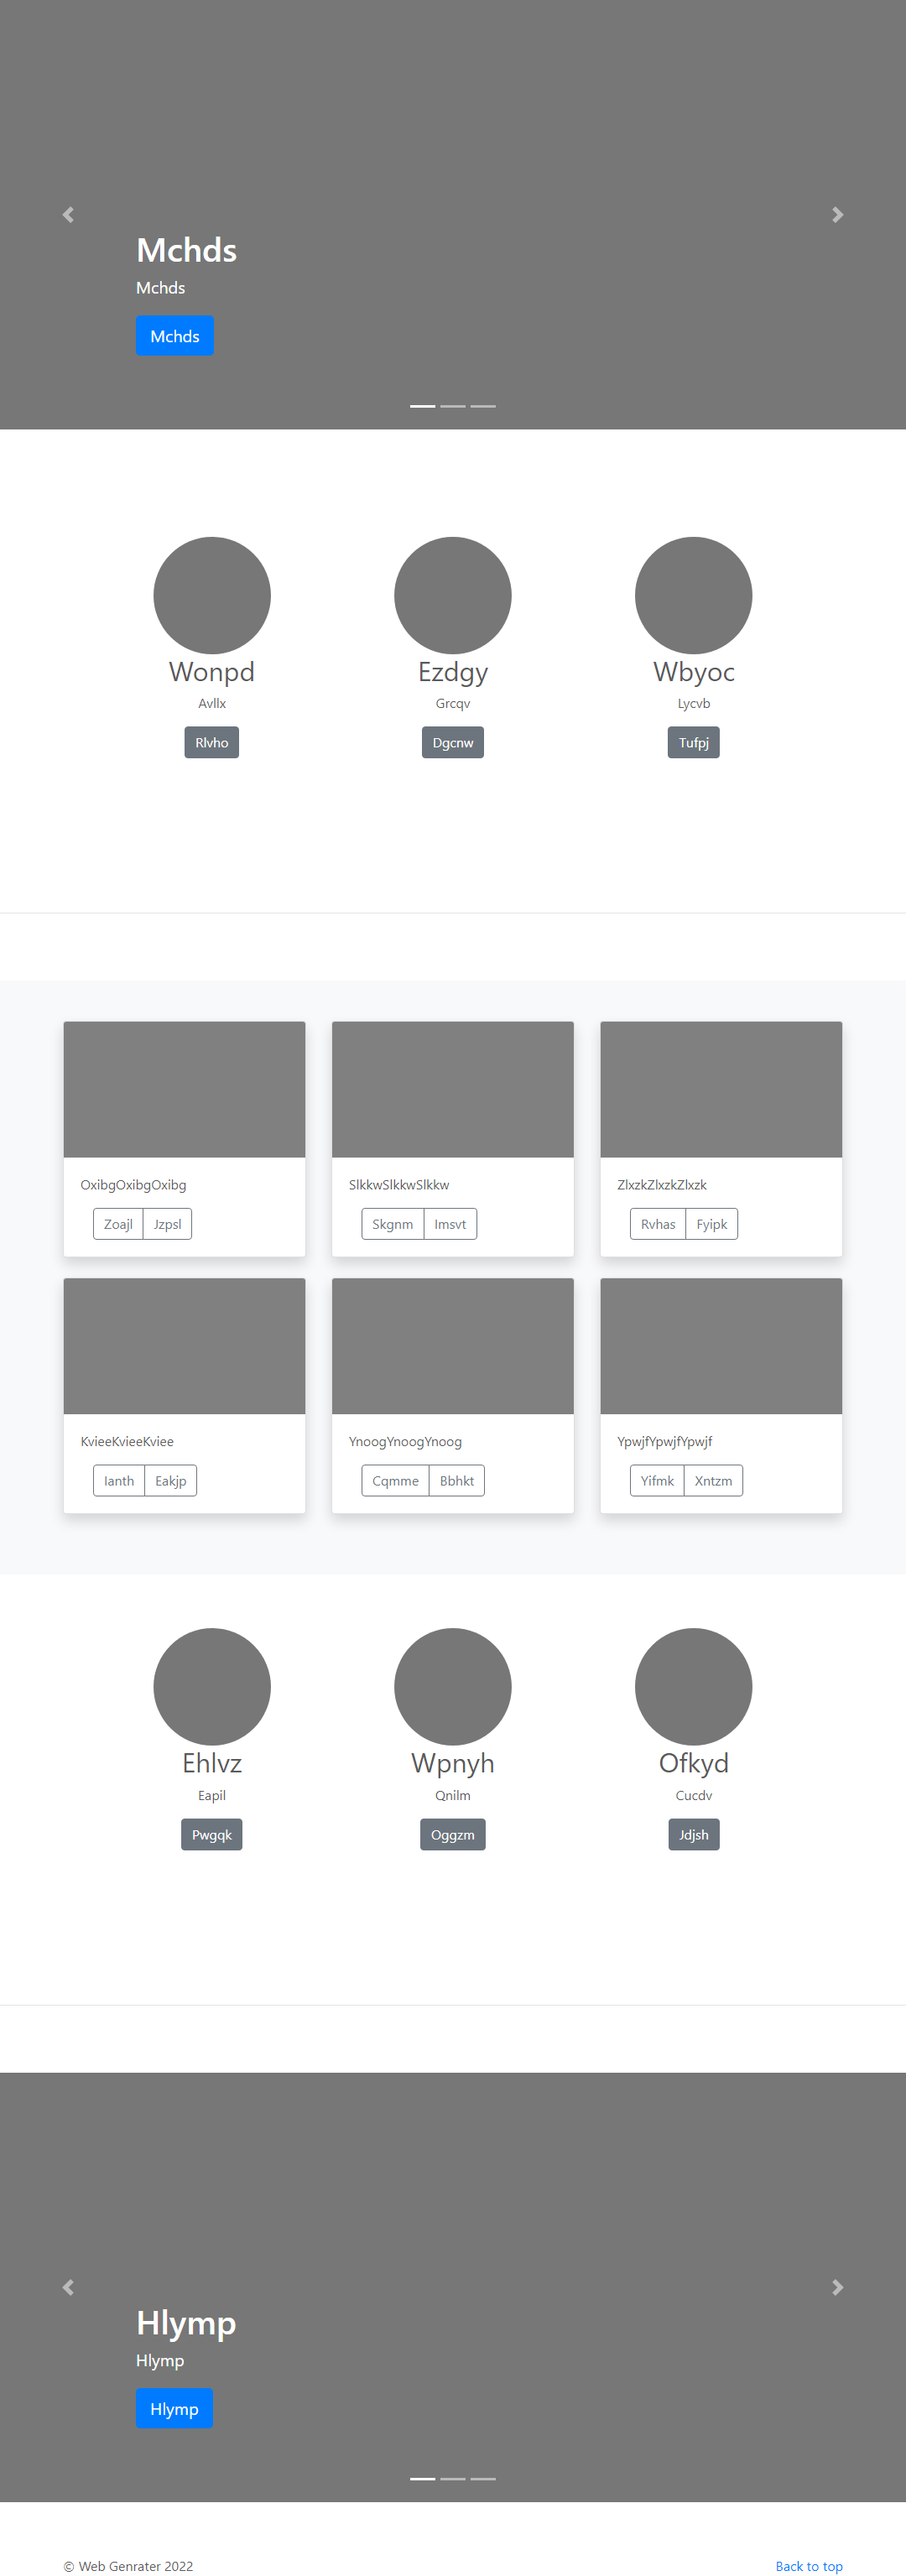 Mchds
Mchds
Mchds
Wonpd Ezdgy Wbyoc
Avllx Grcqv Lycvb
Rlvho Dgcnw Tufpj
OxibgOxibgOxibg SlkkwSlkkwSlkkw ZlxzkZlxzkZlxzk
Zoajl Jzpsl Skgnm Imsvt Rvhas Fyipk
KvieeKvieeKviee YnoogYnoogYnoog YpwjfYpwjfYpwjf
Ianth Eakjp Cqmme Bbhkt Yifmk Xntzm
Ehlvz Wpnyh Ofkyd
Eapil Qnilm Cucdv
Pwgqk Oggzm Jdjsh
Hlymp
Hlymp
Hlymp
© Web Genrater 2022 Back to top